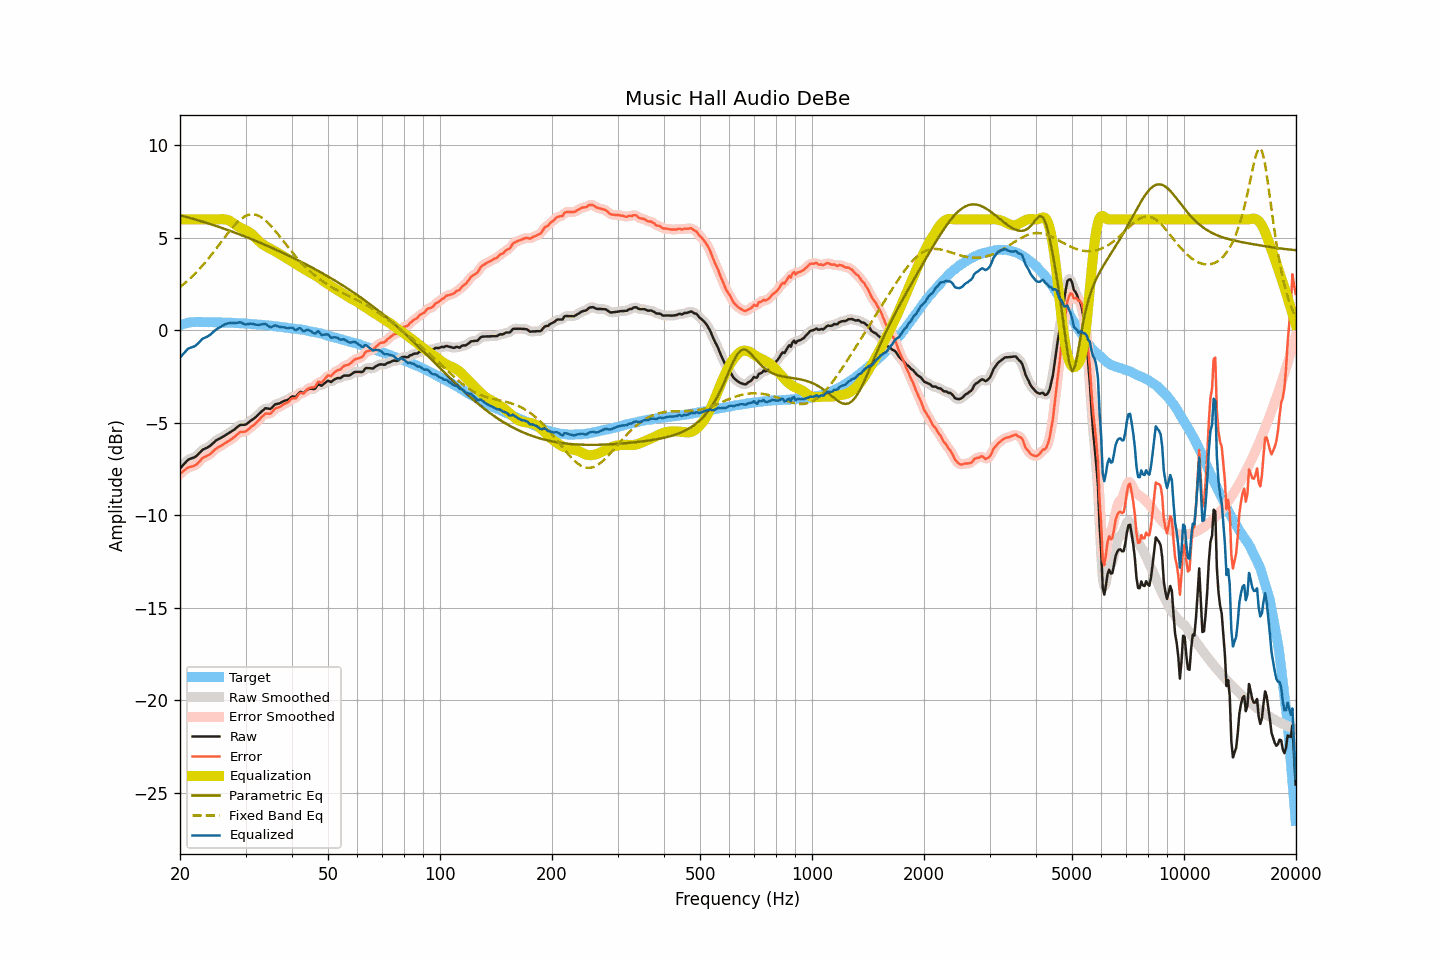 Music Hall Audio DeBe
10
5
0
−5
−10
−15
−20
−25
Amplitude (dBr)
Target
Raw Smoothed
Error Smoothed
Raw
Error
Equalization
Parametric Eq
Fixed Band Eq
Equalized
20 50 100 200 500 1000 2000 5000 10000 20000
Frequency (Hz)